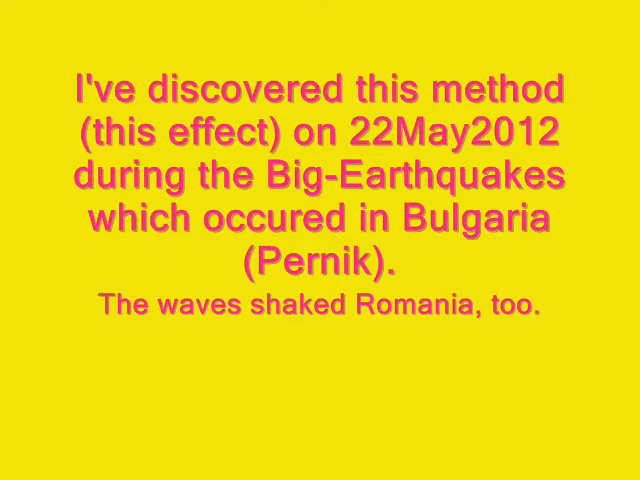 I've discovered this method
(this effect) on 22May2012
during the Big-Earthquakes
which occured in Bulgaria
(Pernik).
The waves shaked Romania, too.